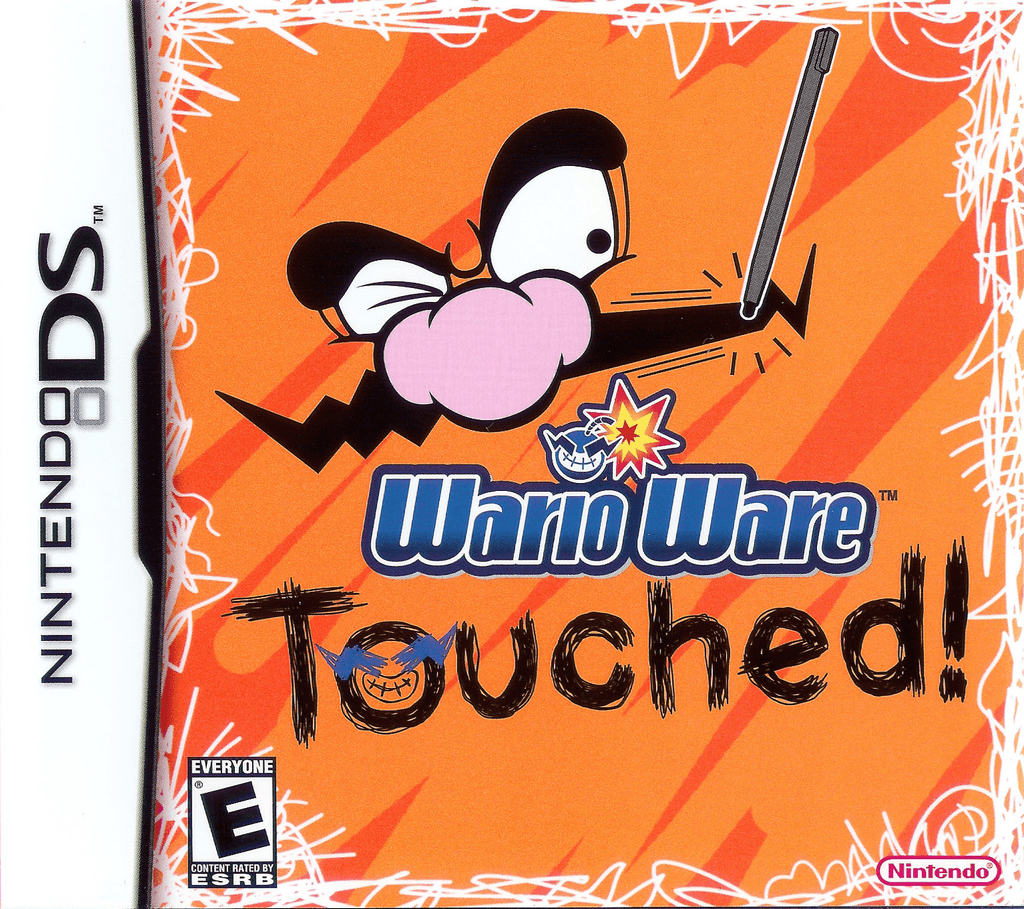 NINTENDO DS™
Wario Ware™
Touched!
EVERYONE
E®
CONTENT RATED BY
ESRB
Nintendo®